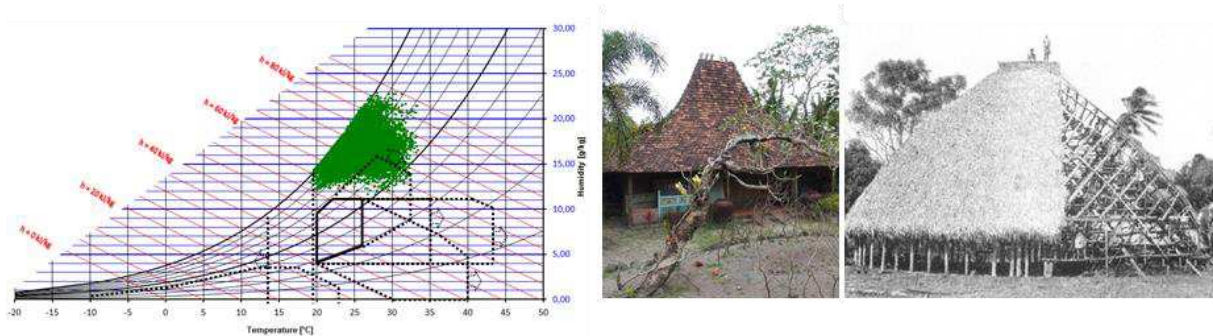 30,00
25,00
20,00
15,00
10,00
5,00
0,00
Humidity [g/kg]
h = 80 kJ/kg
h = 60 kJ/kg
h = 40 kJ/kg
h = 20 kJ/kg
h = 0 kJ/kg
-20 -15 -10 -5 0 5 10 15 20 25 30 35 40 45 50
Temperature [°C]